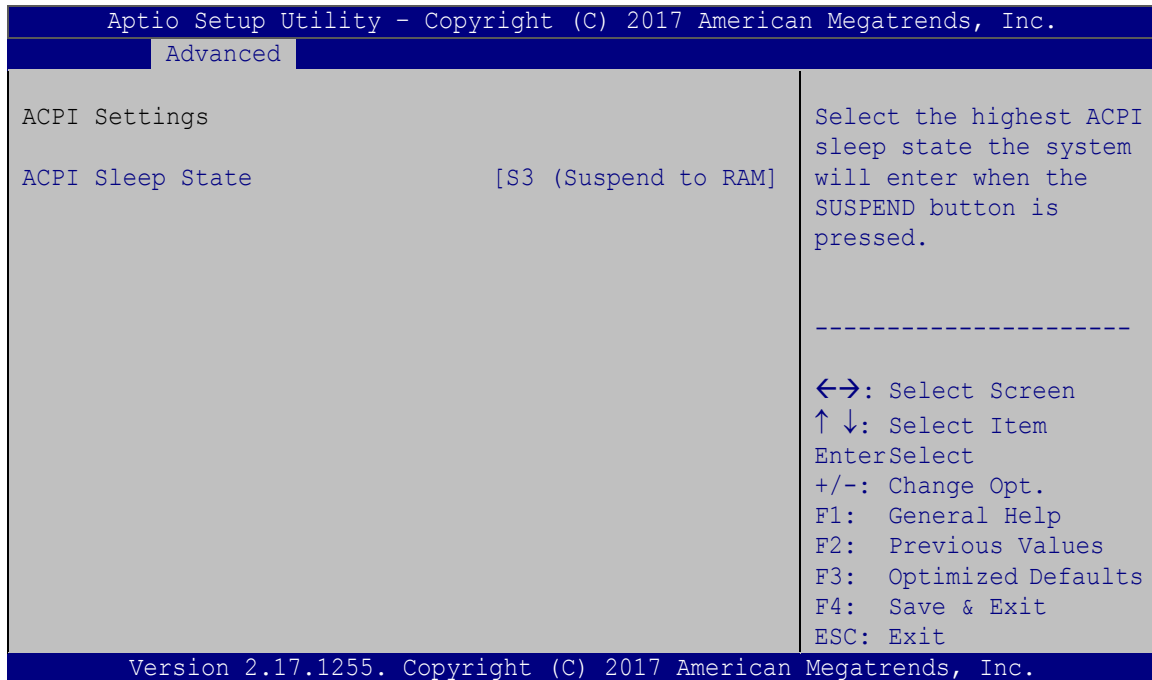 Aptio Setup Utility – Copyright (C) 2017 American Megatrends, Inc.
Advanced
ACPI Settings
ACPI Sleep State [S3 (Suspend to RAM]
Select the highest ACPI
sleep state the system
will enter when the
SUSPEND button is
pressed.
----------------------
←→: Select Screen
↑ ↓: Select Item
EnterSelect
+/-: Change Opt.
F1: General Help
F2: Previous Values
F3: Optimized Defaults
F4: Save & Exit
ESC: Exit
Version 2.17.1255. Copyright (C) 2017 American Megatrends, Inc.